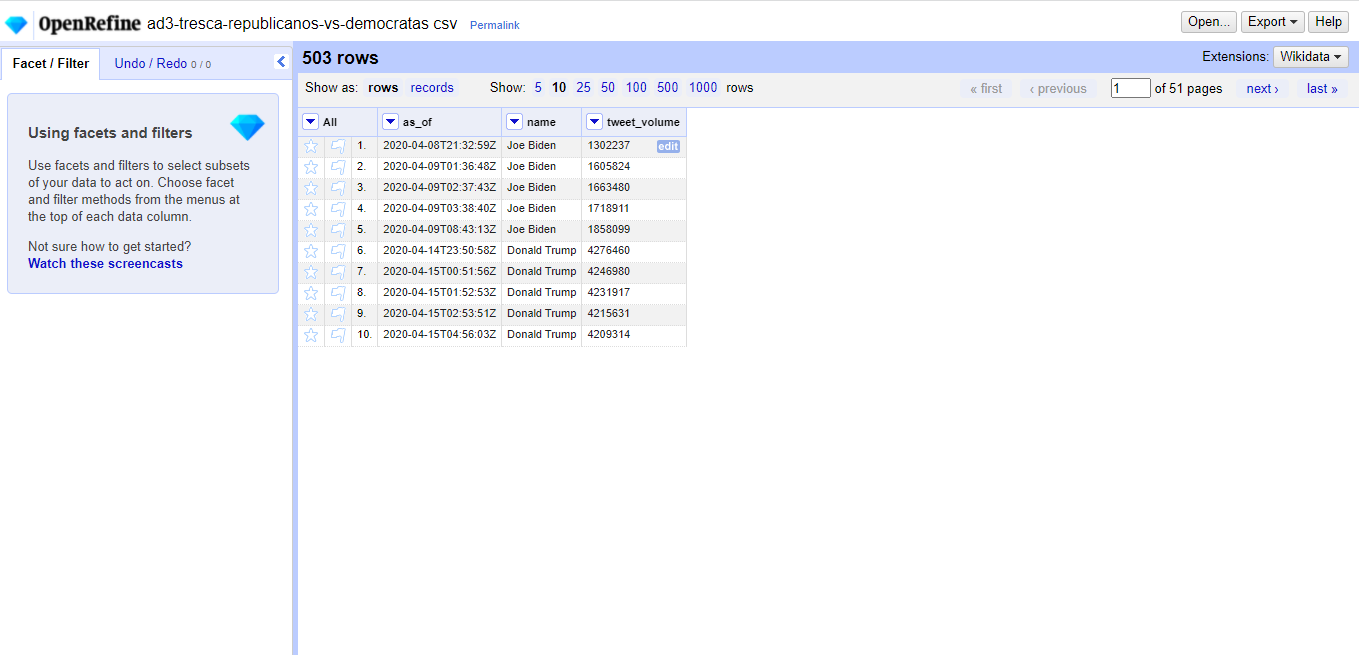 OpenRefine ad3-tresca-republicanos-vs-democratas csv Permalink Open... Export Help
Facet / Filter Undo / Redo 0 / 0
503 rows Extensions: Wikidata
Show as: rows records Show: 5 10 25 50 100 500 1000 rows « first ‹ previous 1 of 51 pages next › last »
Using facets and filters
Use facets and filters to select subsets
of your data to act on. Choose facet
and filter methods from the menus at
the top of each data column.
Not sure how to get started?
Watch these screencasts
All as_of name tweet_volume
1. 2020-04-08T21:32:59Z Joe Biden 1302237 edit
2. 2020-04-09T01:36:48Z Joe Biden 1605824
3. 2020-04-09T02:37:43Z Joe Biden 1663480
4. 2020-04-09T03:38:40Z Joe Biden 1718911
5. 2020-04-09T08:43:13Z Joe Biden 1858099
6. 2020-04-14T23:50:58Z Donald Trump 4276460
7. 2020-04-15T00:51:56Z Donald Trump 4246980
8. 2020-04-15T01:52:53Z Donald Trump 4231917
9. 2020-04-15T02:53:51Z Donald Trump 4215631
10. 2020-04-15T04:56:03Z Donald Trump 4209314